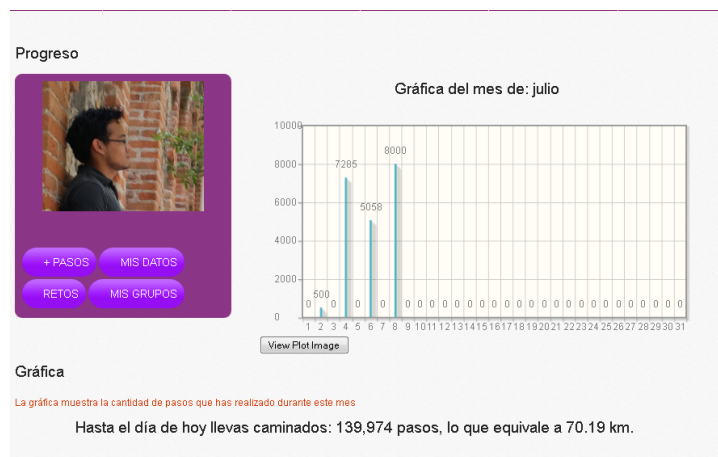 Progreso
Gráfica del mes de: julio
+ PASOS MIS DATOS
RETOS MIS GRUPOS
10000
8000
6000
4000
2000
0
0 500 0 7285 0 5058 0 8000 0 0 0 0 0 0 0 0 0 0 0 0 0 0 0 0 0 0 0 0 0 0 0
1 2 3 4 5 6 7 8 9 10 11 12 13 14 15 16 17 18 19 20 21 22 23 24 25 26 27 28 29 30 31
View Plot Image
Gráfica
La gráfica muestra la cantidad de pasos que has realizado durante este mes
Hasta el día de hoy llevas caminados: 139,974 pasos, lo que equivale a 70.19 km.